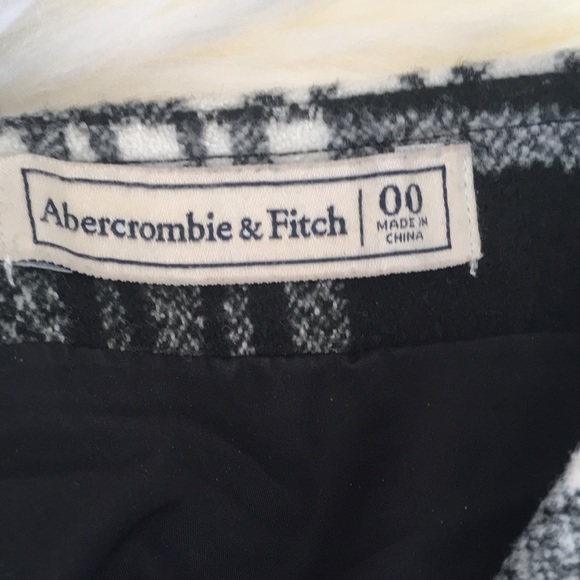 Abercrombie & Fitch
00
MADE IN
CHINA